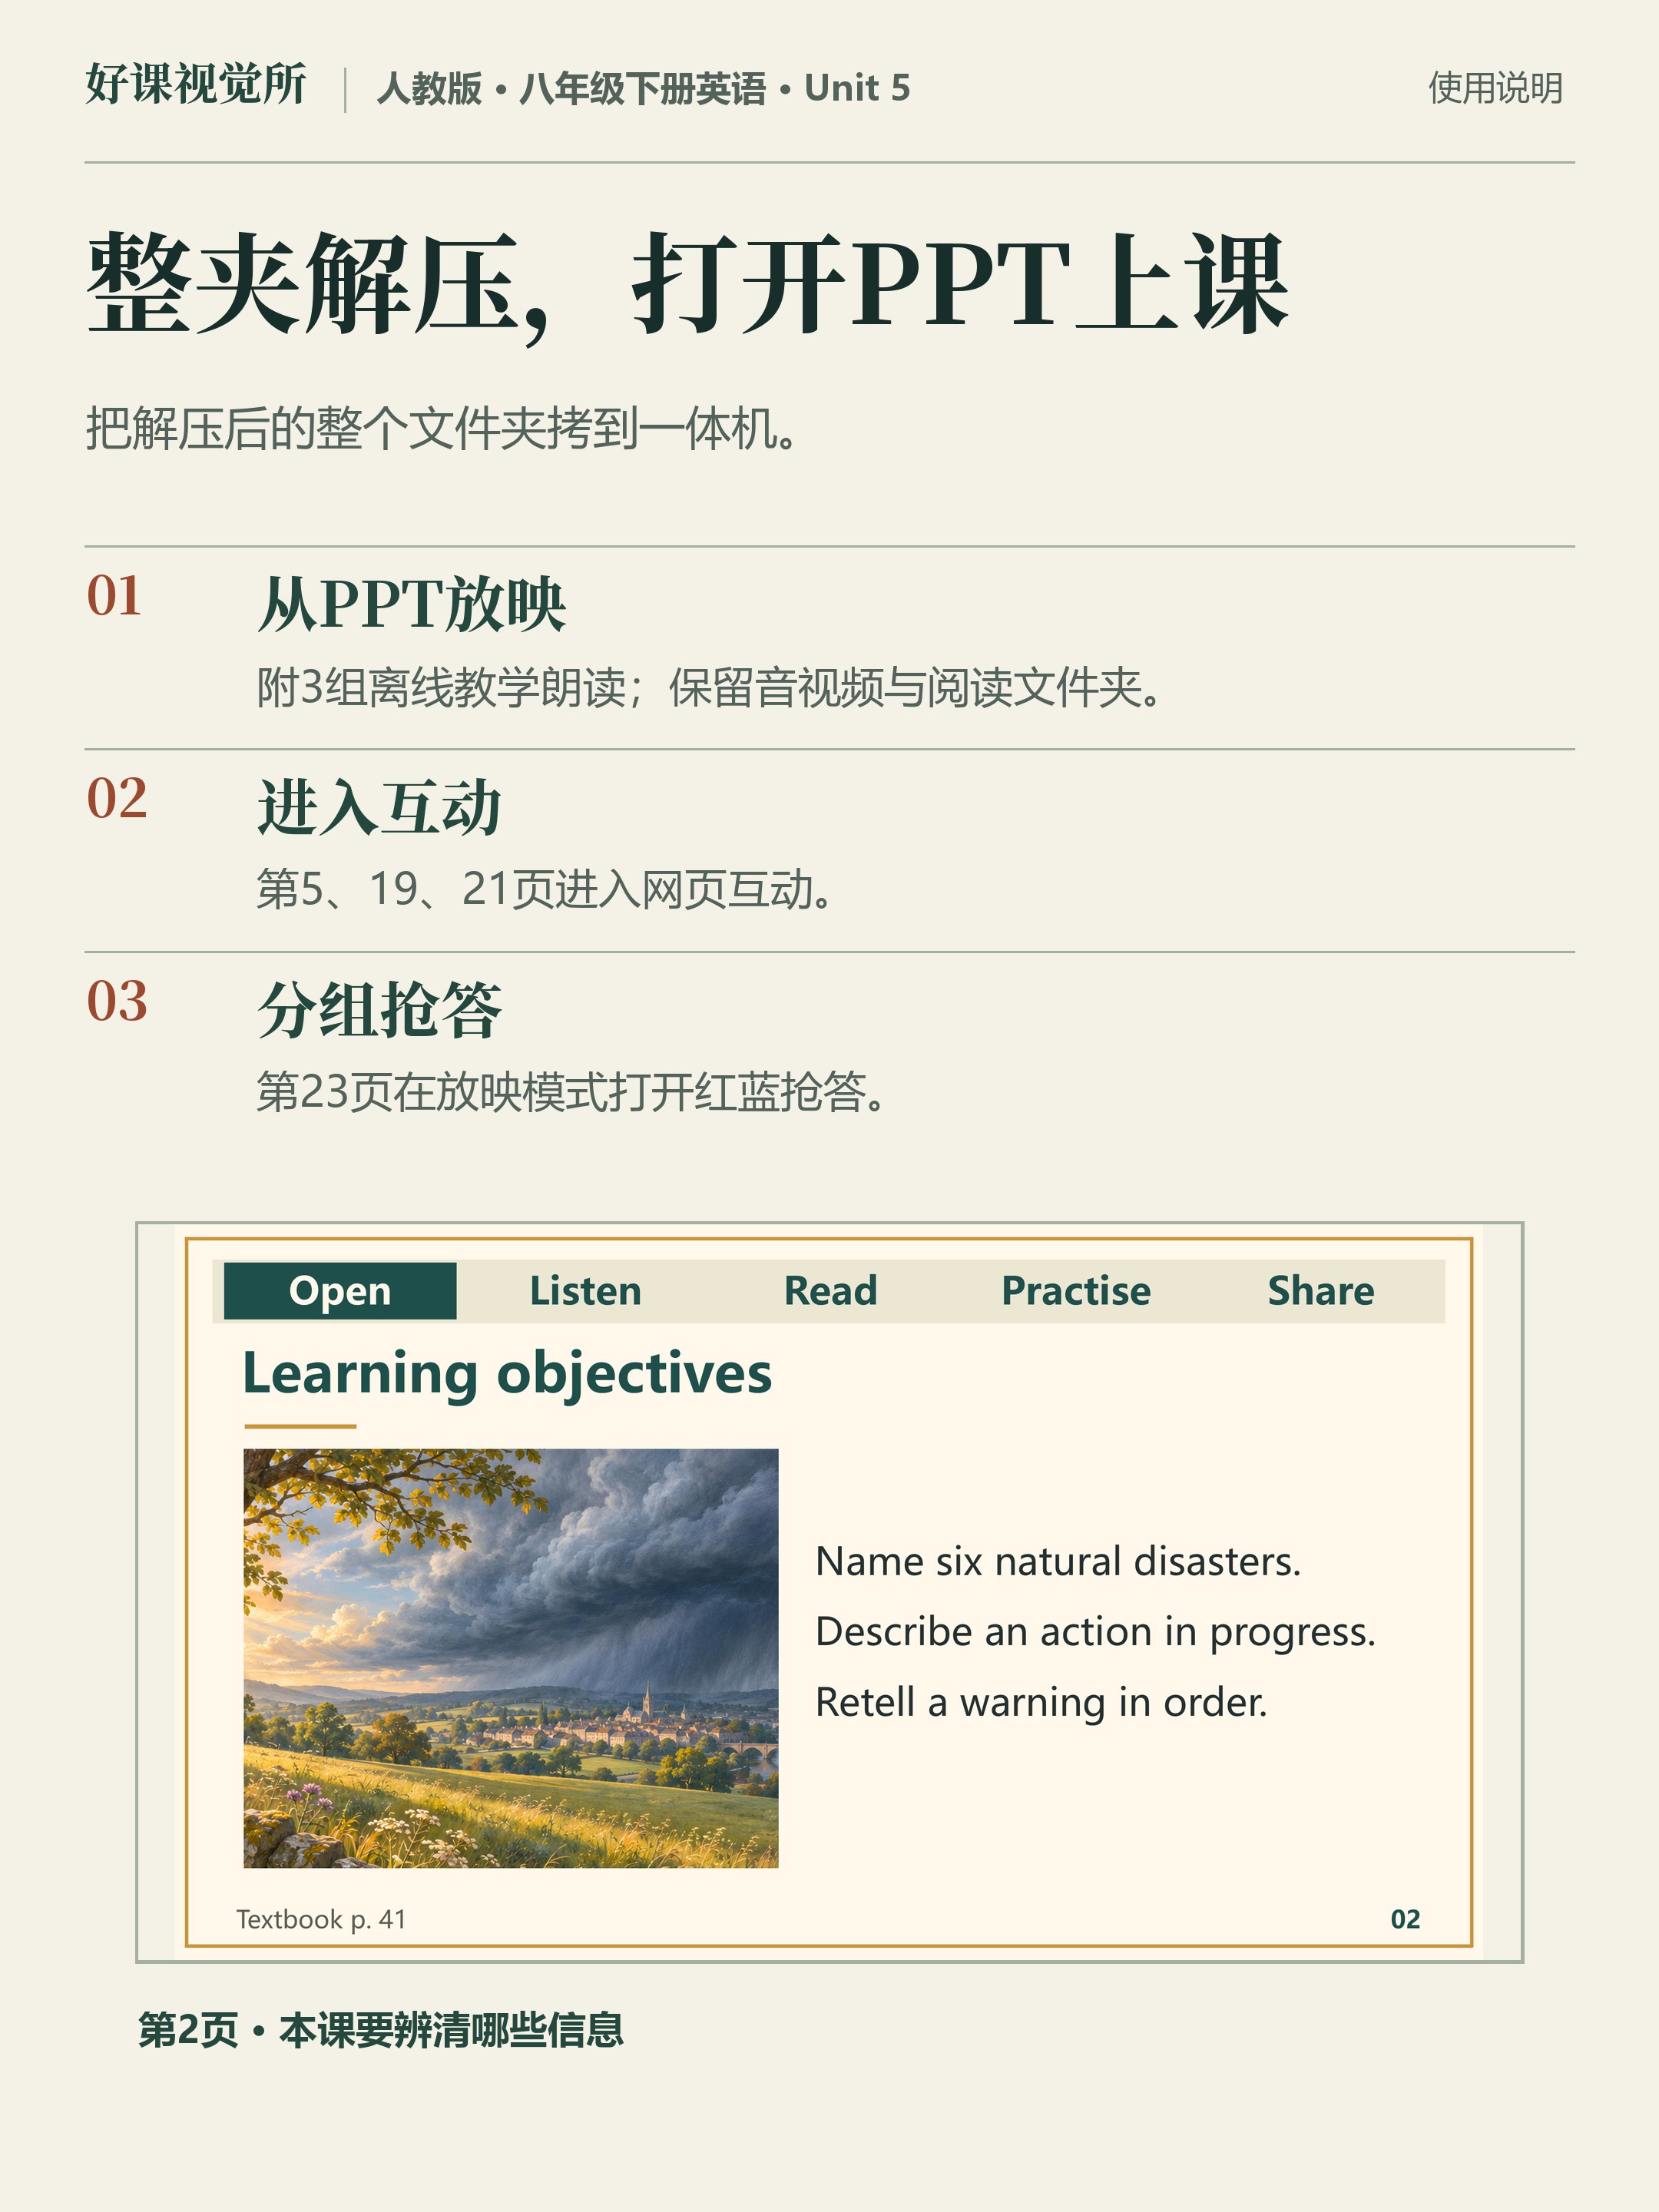 好课视觉所
人教版·八年级下册英语·Unit 5
使用说明
整夹解压，打开PPT上课
把解压后的整个文件夹拷到一体机。
01
从PPT放映
附3组离线教学朗读；保留音视频与阅读文件夹。
02
进入互动
第5、19、21页进入网页互动。
03
分组抢答
第23页在放映模式打开红蓝抢答。
Open
Listen
Read
Practise
Share
Learning objectives
Name six natural disasters.
Describe an action in progress.
Retell a warning in order.
Textbook p. 41
02
第2页·本课要辨清哪些信息